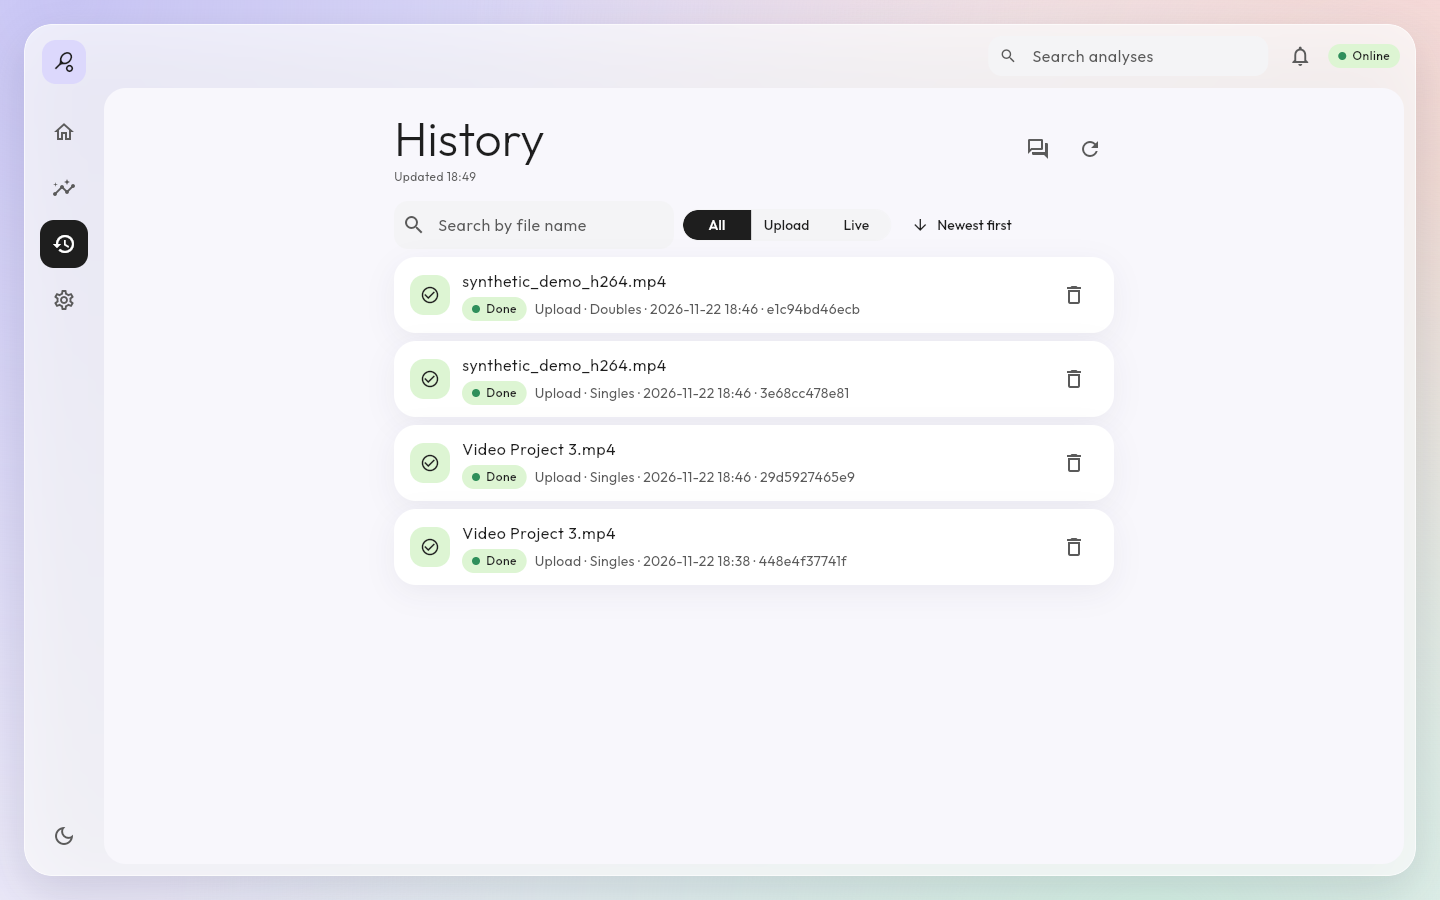 Search analyses
Online
History
Updated 18:49
Search by file name
All
Upload
Live
Newest first
synthetic_demo_h264.mp4
Done Upload · Doubles · 2026-11-22 18:46 · e1c94bd46ecb
synthetic_demo_h264.mp4
Done Upload · Singles · 2026-11-22 18:46 · 3e68cc478e81
Video Project 3.mp4
Done Upload · Singles · 2026-11-22 18:46 · 29d5927465e9
Video Project 3.mp4
Done Upload · Singles · 2026-11-22 18:38 · 448e4f37741f